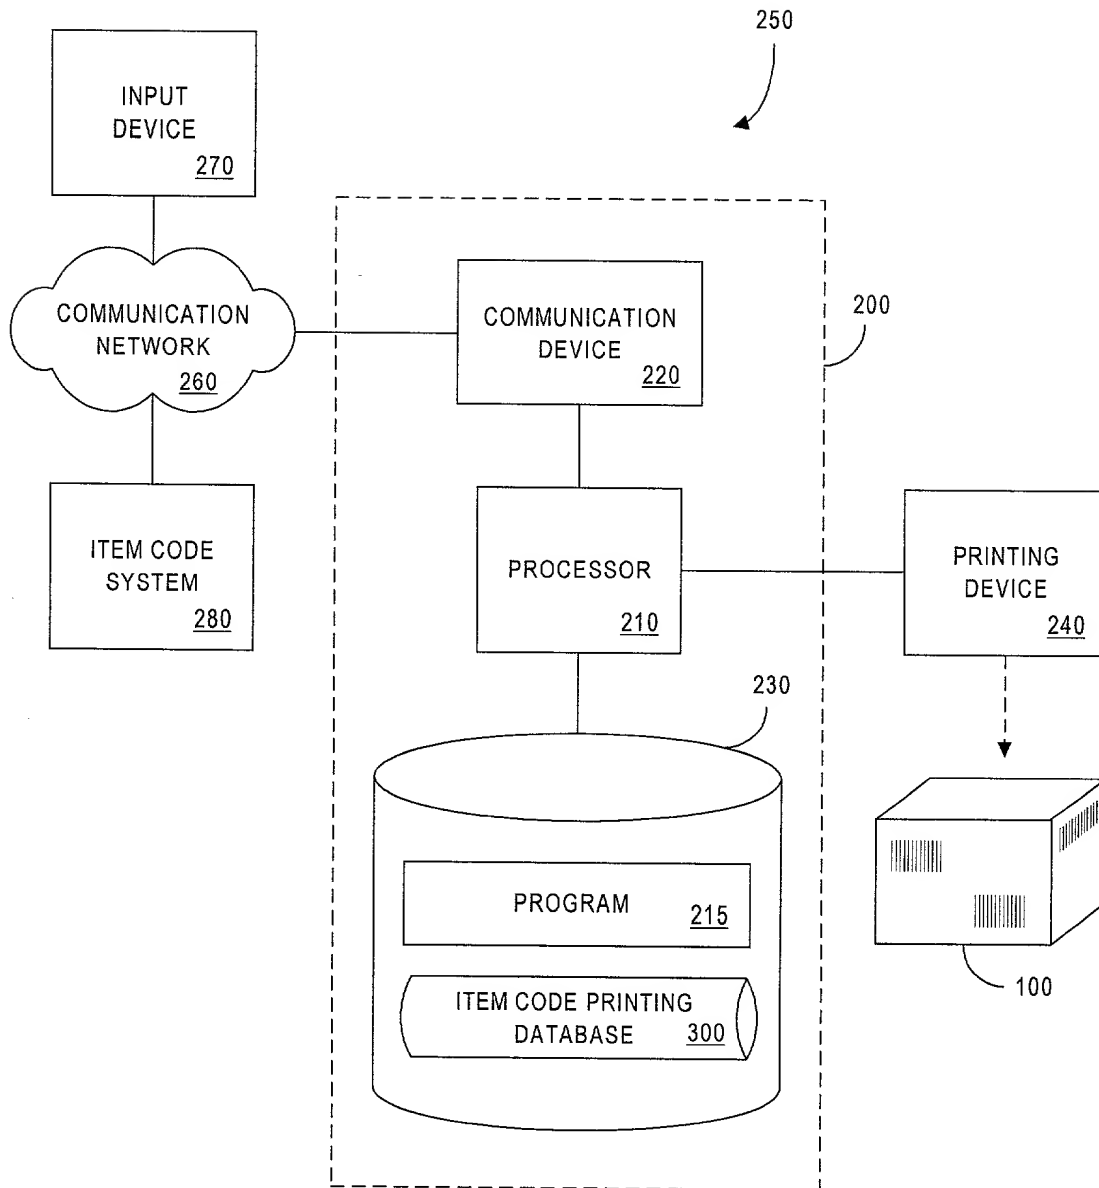 250
INPUT
DEVICE
270
COMMUNICATION
NETWORK
260
COMMUNICATION
DEVICE
220
200
ITEM CODE
SYSTEM
280
PROCESSOR
210
PRINTING
DEVICE
240
230
PROGRAM
215
ITEM CODE PRINTING
DATABASE
300
100